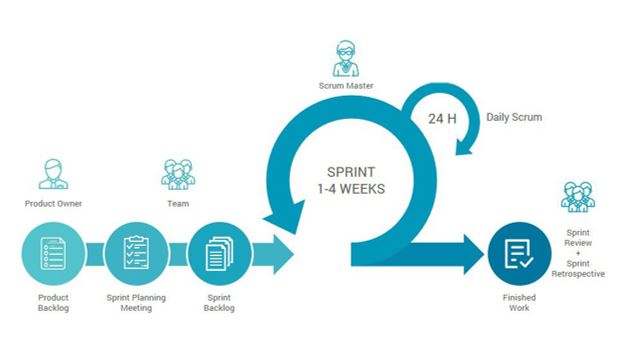 Scrum Master
24 H
Daily Scrum
SPRINT
1-4 WEEKS
Product Owner
Team
Product
Backlog
Sprint Planning
Meeting
Sprint
Backlog
Finished
Work
Sprint
Review
+
Sprint
Retrospective